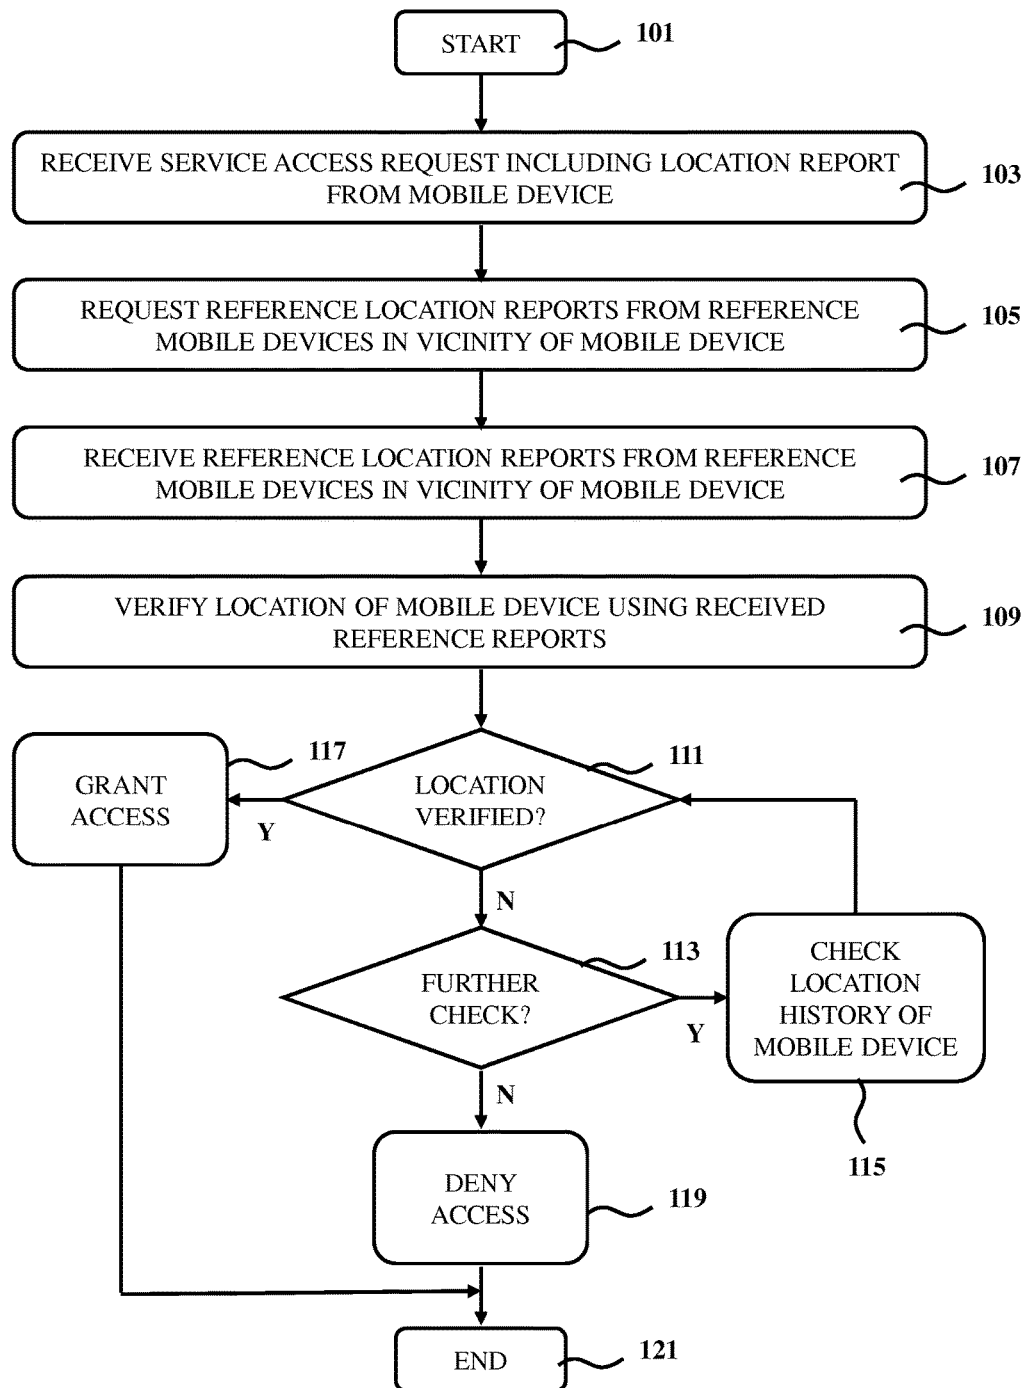 START
101
RECEIVE SERVICE ACCESS REQUEST INCLUDING LOCATION REPORT
FROM MOBILE DEVICE
103
REQUEST REFERENCE LOCATION REPORTS FROM REFERENCE
MOBILE DEVICES IN VICINITY OF MOBILE DEVICE
105
RECEIVE REFERENCE LOCATION REPORTS FROM REFERENCE
MOBILE DEVICES IN VICINITY OF MOBILE DEVICE
107
VERIFY LOCATION OF MOBILE DEVICE USING RECEIVED
REFERENCE REPORTS
109
GRANT
ACCESS
117
Y
LOCATION
VERIFIED?
111
N
FURTHER
CHECK?
113
Y
CHECK
LOCATION
HISTORY OF
MOBILE DEVICE
115
N
DENY
ACCESS
119
END
121